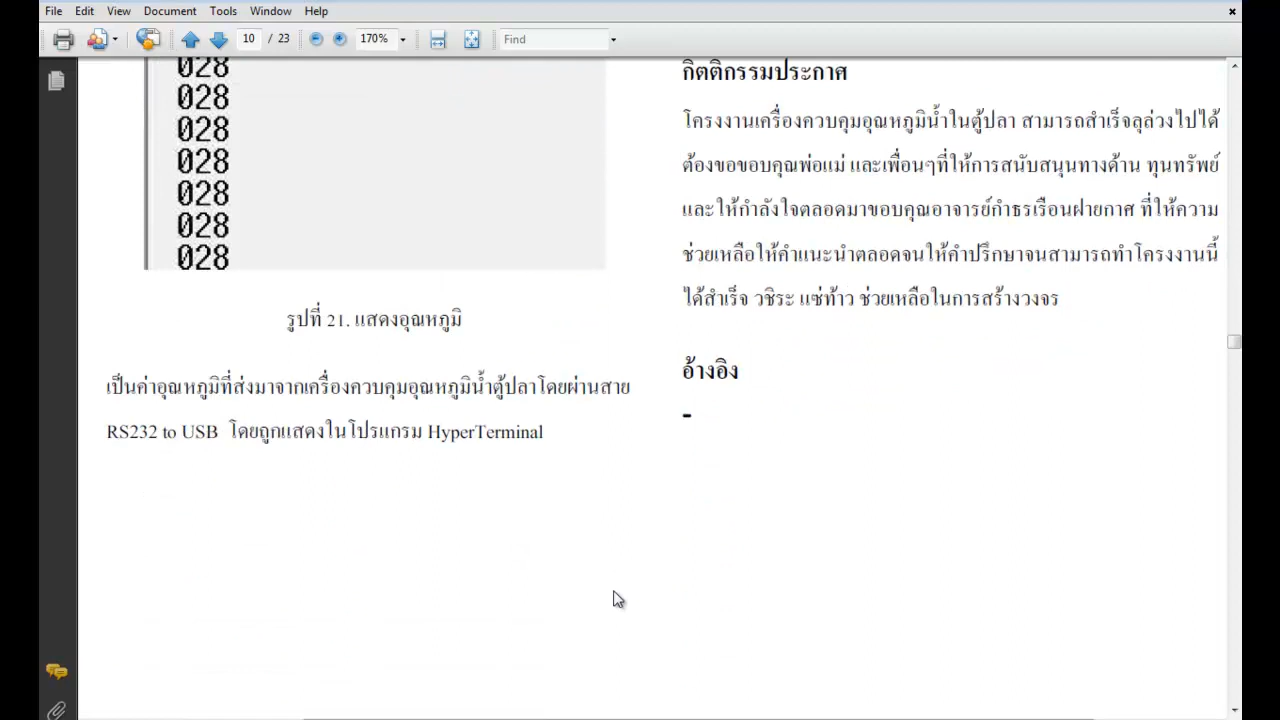 File Edit View Document Tools Window Help
10 / 23 170% Find
028
028
028
028
028
028
028
รูปที่ 21. แสดงอุณหภูมิ
เป็นค่าอุณหภูมิที่ส่งมาจากเครื่องควบคุมอุณหภูมิน้ำตู้ปลาโดยผ่านสาย
RS232 to USB โดยถูกแสดงในโปรแกรม HyperTerminal
กิตติกรรมประกาศ
โครงงานเครื่องควบคุมอุณหภูมิน้ำในตู้ปลา สามารถสำเร็จลุล่วงไปได้
ต้องขอขอบคุณพ่อแม่ และเพื่อนๆที่ให้การสนับสนุนทางด้าน ทุนทรัพย์
และให้กำลังใจตลอดมาขอบคุณอาจารย์กำธรเรือนฝายกาศ ที่ให้ความ
ช่วยเหลือให้คำแนะนำตลอดจนให้คำปรึกษาจนสามารถทำโครงงานนี้
ได้สำเร็จ วชิระ แซ่ท้าว ช่วยเหลือในการสร้างวงจร
อ้างอิง
-